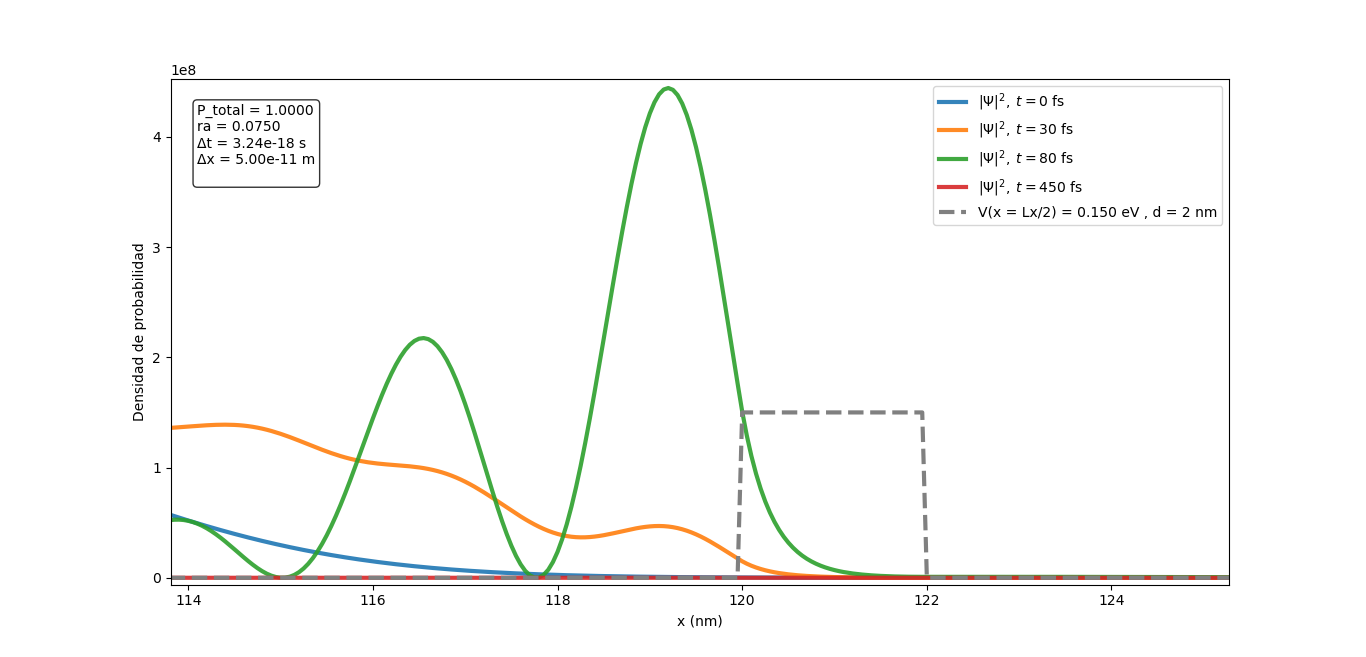 1e8
P_total = 1.0000
ra = 0.0750
Δt = 3.24e-18 s
Δx = 5.00e-11 m
|Ψ|², t = 0 fs
|Ψ|², t = 30 fs
|Ψ|², t = 80 fs
|Ψ|², t = 450 fs
V(x = Lx/2) = 0.150 eV , d = 2 nm
Densidad de probabilidad
4
3
2
1
0
114 116 118 120 122 124
x (nm)